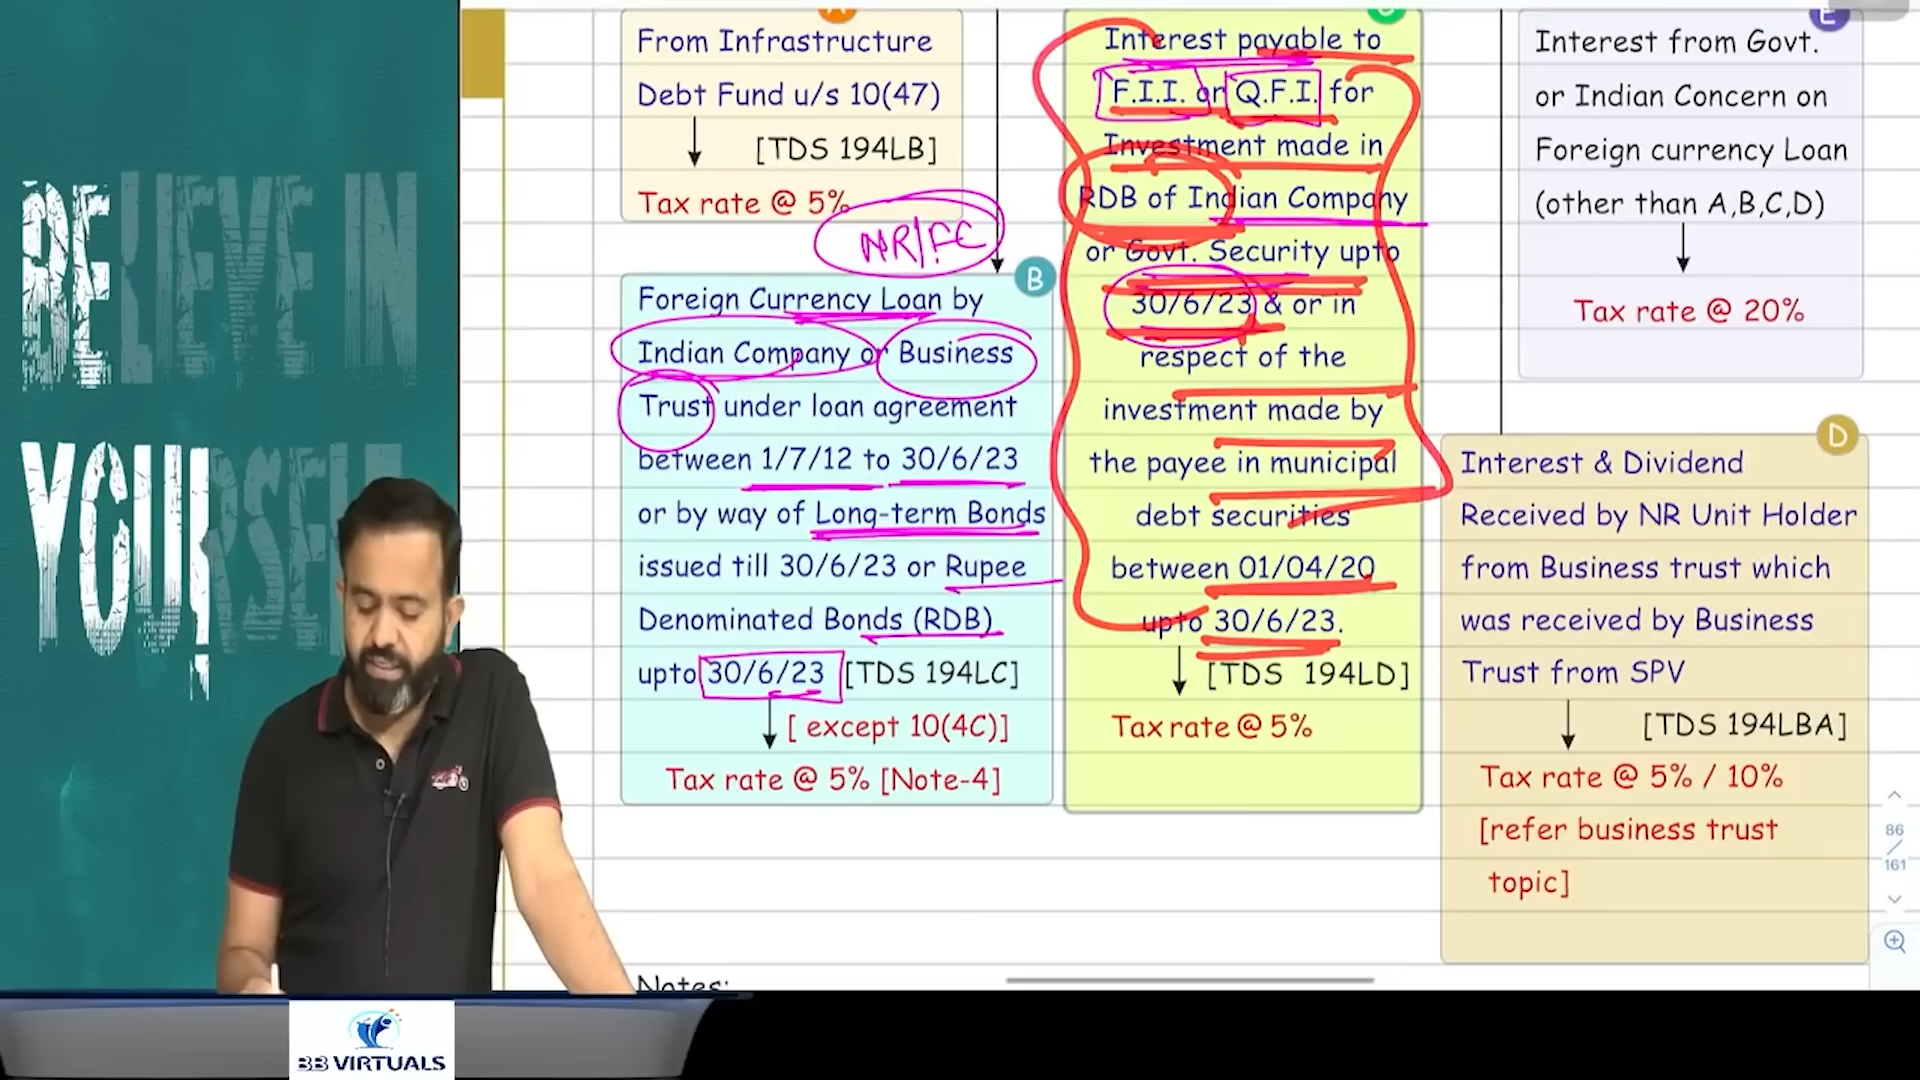 BELIEVE IN
YOURSELF
A
From Infrastructure
Debt Fund u/s 10(47)
[TDS 194LB]
Tax rate @ 5%
NR/FC
B
Foreign Currency Loan by
Indian Company or Business
Trust under loan agreement
between 1/7/12 to 30/6/23
or by way of Long-term Bonds
issued till 30/6/23 or Rupee
Denominated Bonds (RDB)
upto 30/6/23 [TDS 194LC]
[ except 10(4C)]
Tax rate @ 5% [Note-4]
C
Interest payable to
F.I.I. or Q.F.I. for
Investment made in
RDB of Indian Company
or Govt. Security upto
30/6/23 & or in
respect of the
investment made by
the payee in municipal
debt securities
between 01/04/20
upto 30/6/23.
[TDS 194LD]
Tax rate @ 5%
E
Interest from Govt.
or Indian Concern on
Foreign currency Loan
(other than A,B,C,D)
Tax rate @ 20%
D
Interest & Dividend
Received by NR Unit Holder
from Business trust which
was received by Business
Trust from SPV
[TDS 194LBA]
Tax rate @ 5% / 10%
[refer business trust
topic]
86
/
161
Notes:
BB VIRTUALS